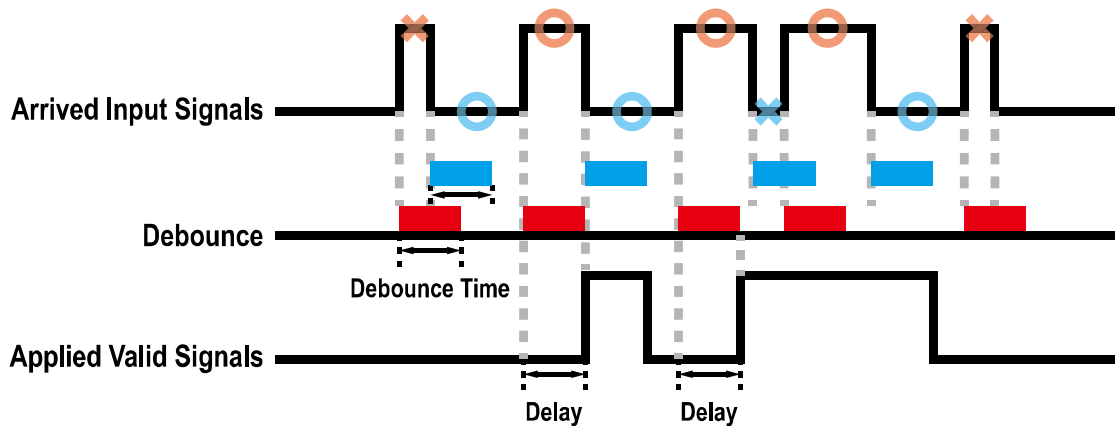 Arrived Input Signals
Debounce
Debounce Time
Applied Valid Signals
Delay
Delay